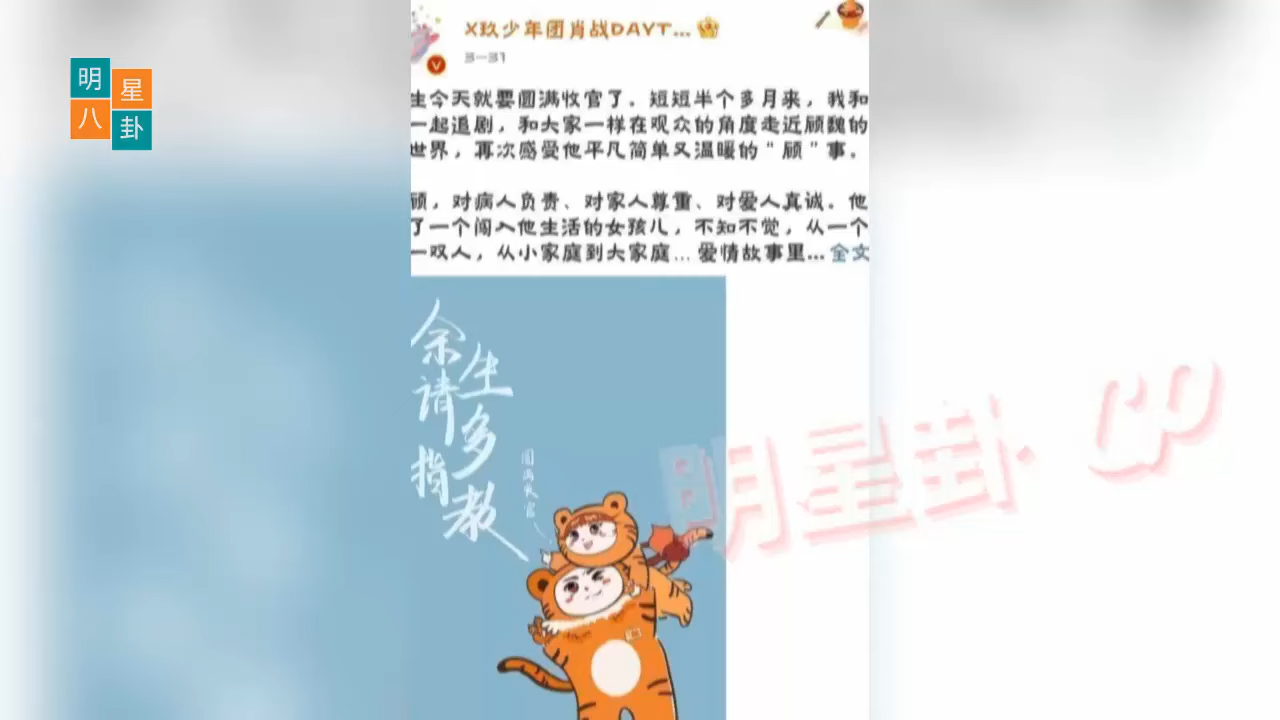 明星
八卦
X玖少年团肖战DAYT...
3-31
生今天就要圆满收官了。短短半个多月来，我和
一起追剧，和大家一样在观众的角度走近顾魏的
世界，再次感受他平凡简单又温暖的“顾”事。
顾，对病人负责、对家人尊重、对爱人真诚。他
了一个闯入他生活的女孩儿，不知不觉，从一个
一双人，从小家庭到大家庭...爱情故事里...全文
余生
请多
指教
圆满收官
明星卦 CP